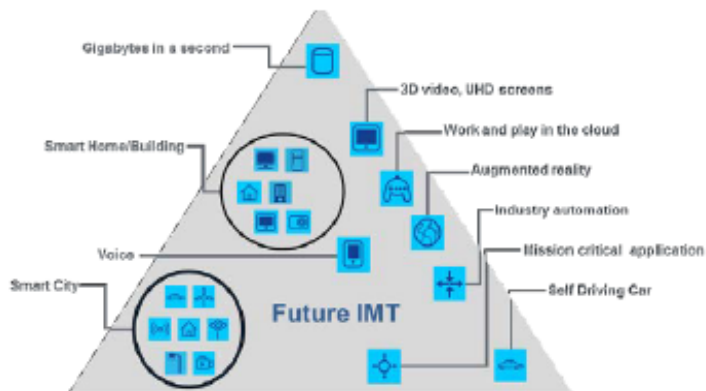 Gigabytes in a second
3D video, UHD screens
Work and play in the cloud
Smart Home/Building
Augmented reality
Industry automation
Mission critical application
Voice
Smart City
Self Driving Car
Future IMT